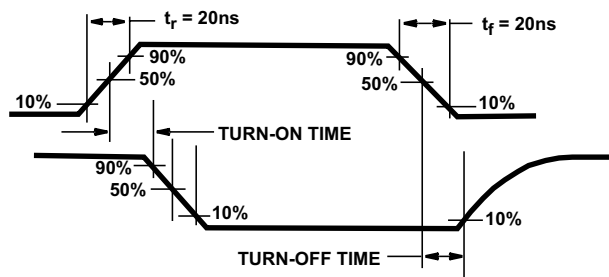 tr = 20ns
tf = 20ns
90%
90%
50%
50%
10%
10%
TURN-ON TIME
90%
50%
10%
10%
TURN-OFF TIME